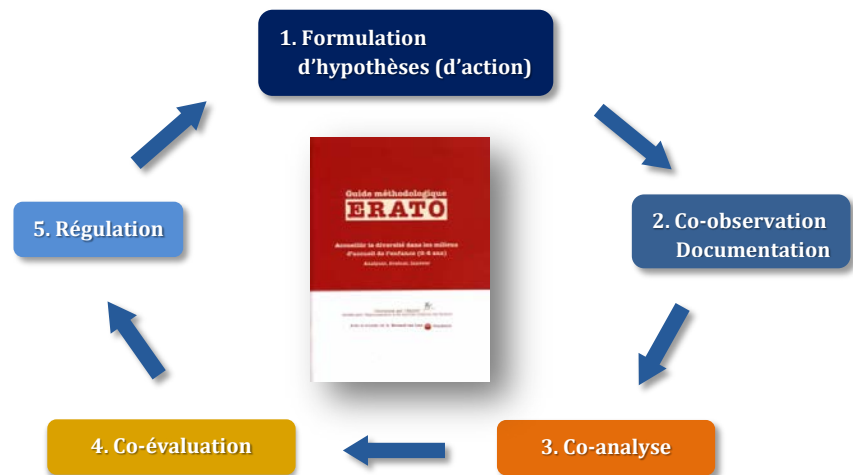 1. Formulation
d'hypothèses (d'action)
2. Co-observation
Documentation
3. Co-analyse
4. Co-évaluation
5. Régulation
Guide méthodologique
ERATO
Accueillir la diversité dans les milieux
d'accueil de l'enfance (0-6 ans)
Analyser, évaluer, innover